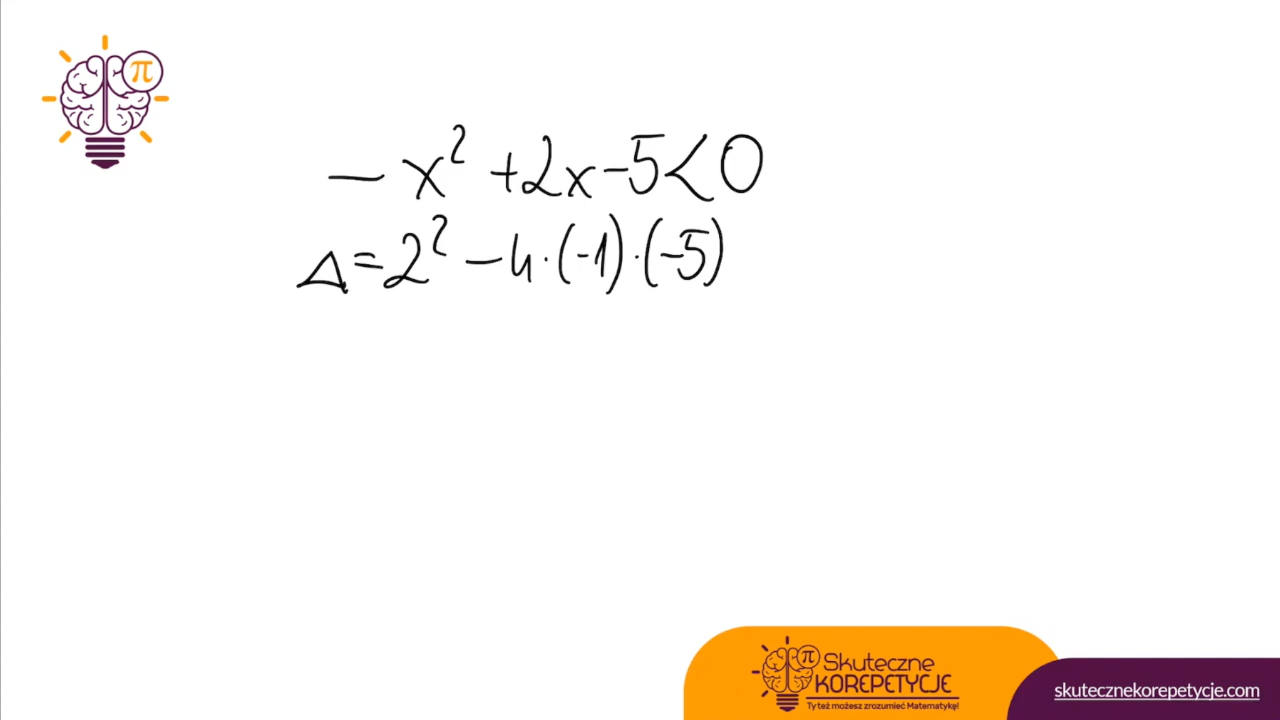 π
- x² + 2x - 5 < 0
Δ = 2² - 4 · (-1) · (-5)
π
Skuteczne
KOREPETYCJE
Ty też możesz zrozumieć Matematykę!
skutecznekorepetycje.com